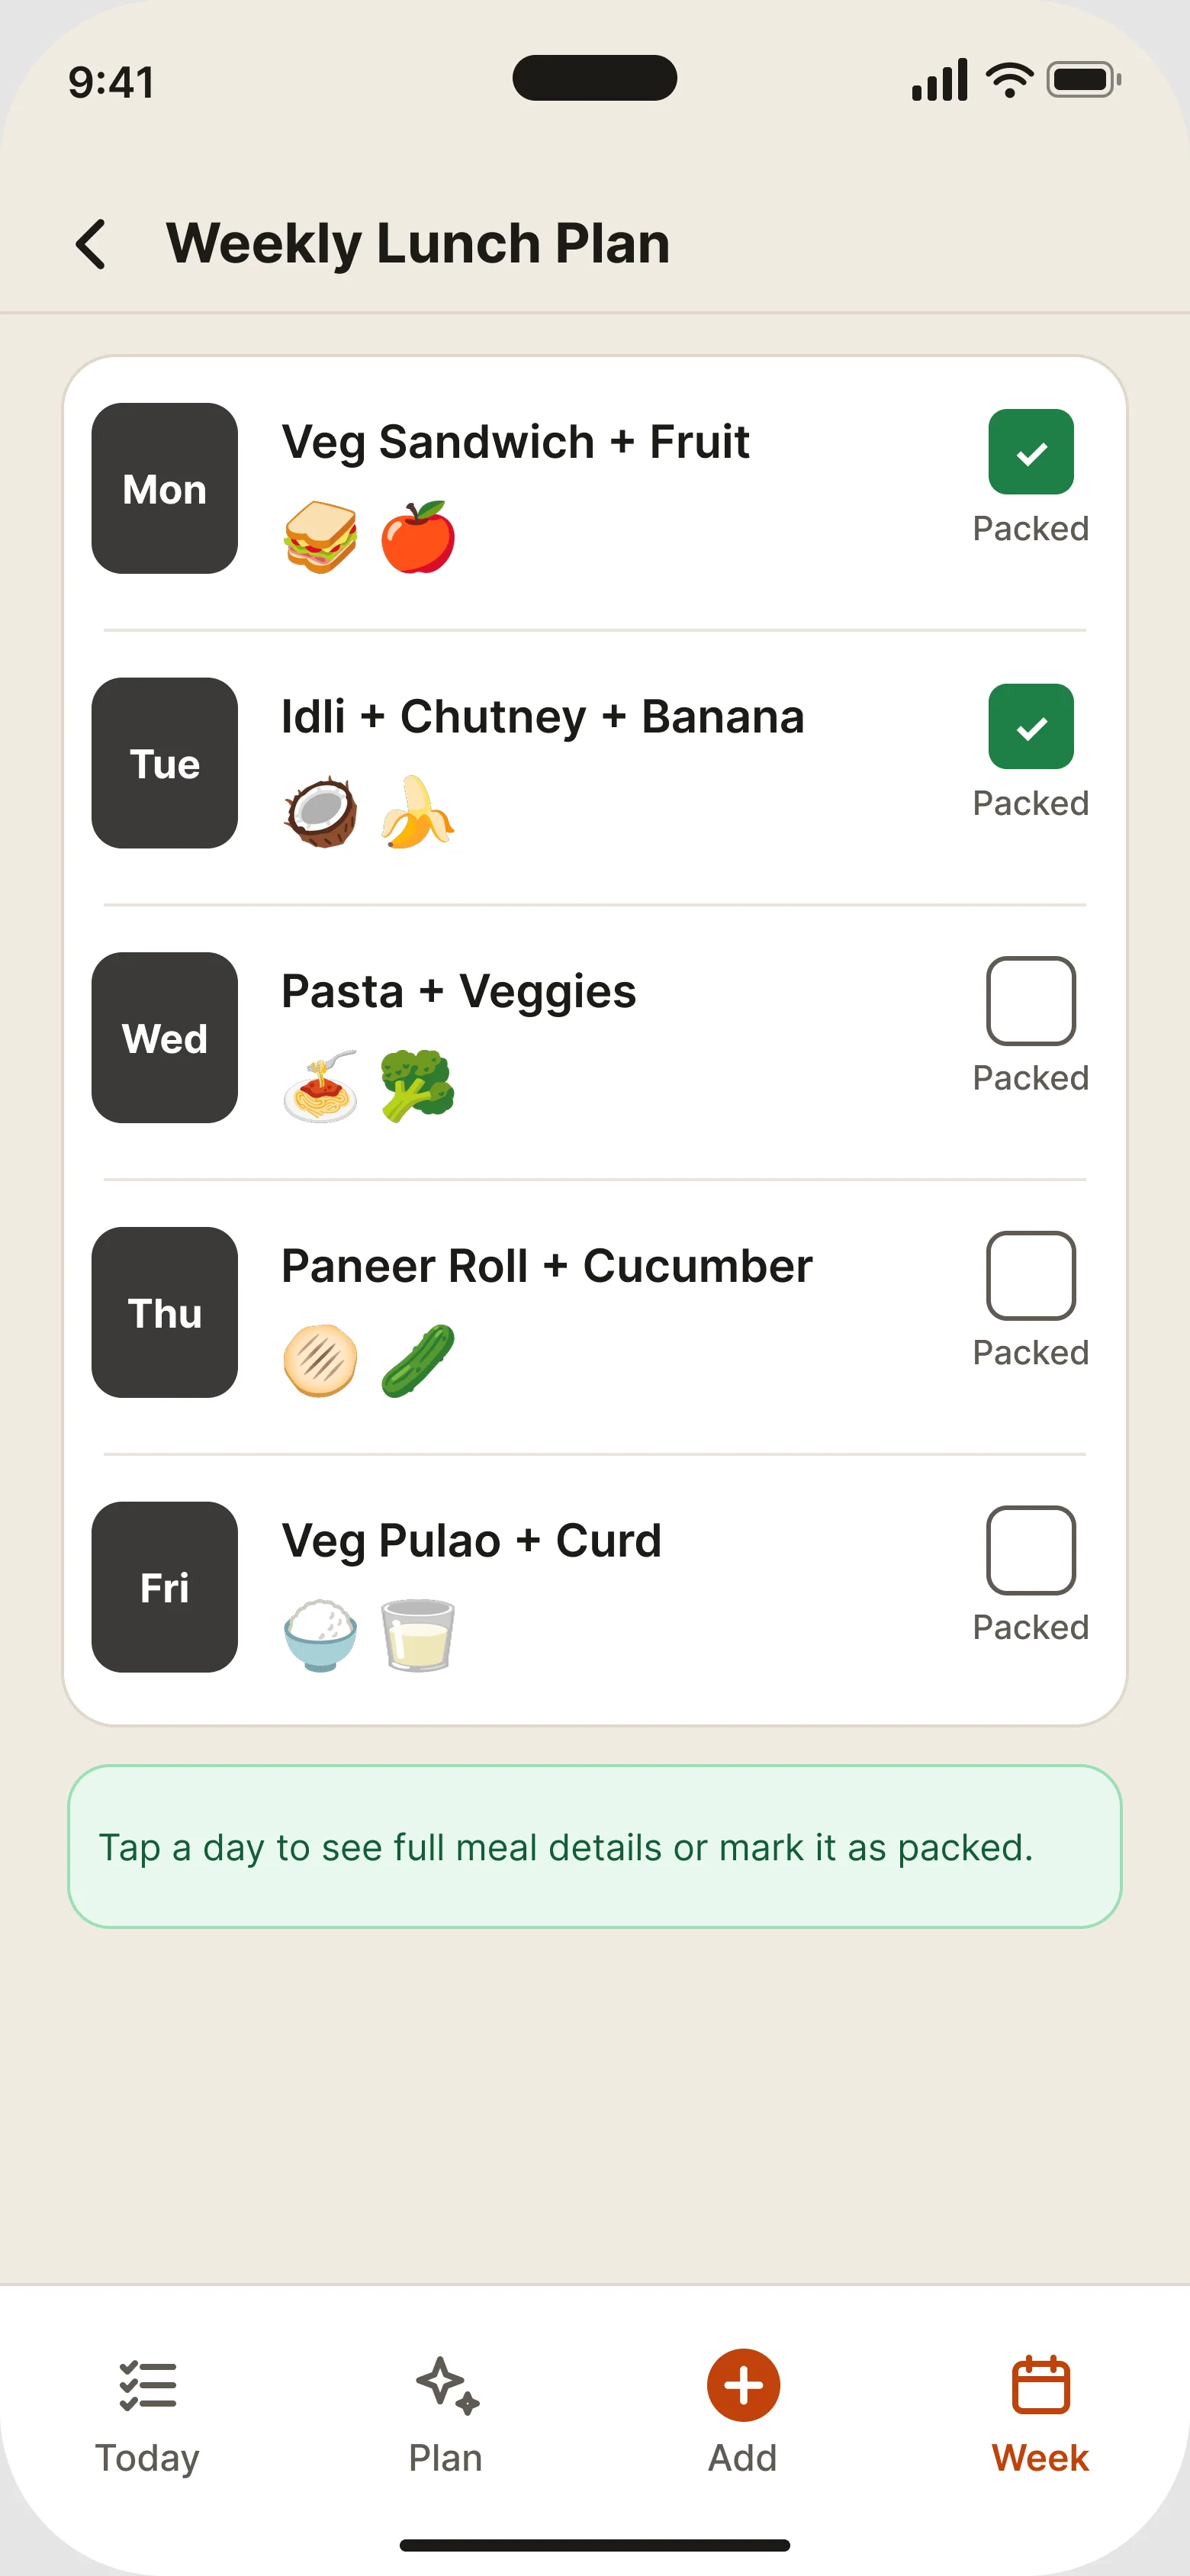 9:41
Weekly Lunch Plan
Mon
Veg Sandwich + Fruit
Packed
Tue
Idli + Chutney + Banana
Packed
Wed
Pasta + Veggies
Packed
Thu
Paneer Roll + Cucumber
Packed
Fri
Veg Pulao + Curd
Packed
Tap a day to see full meal details or mark it as packed.
Today
Plan
Add
Week